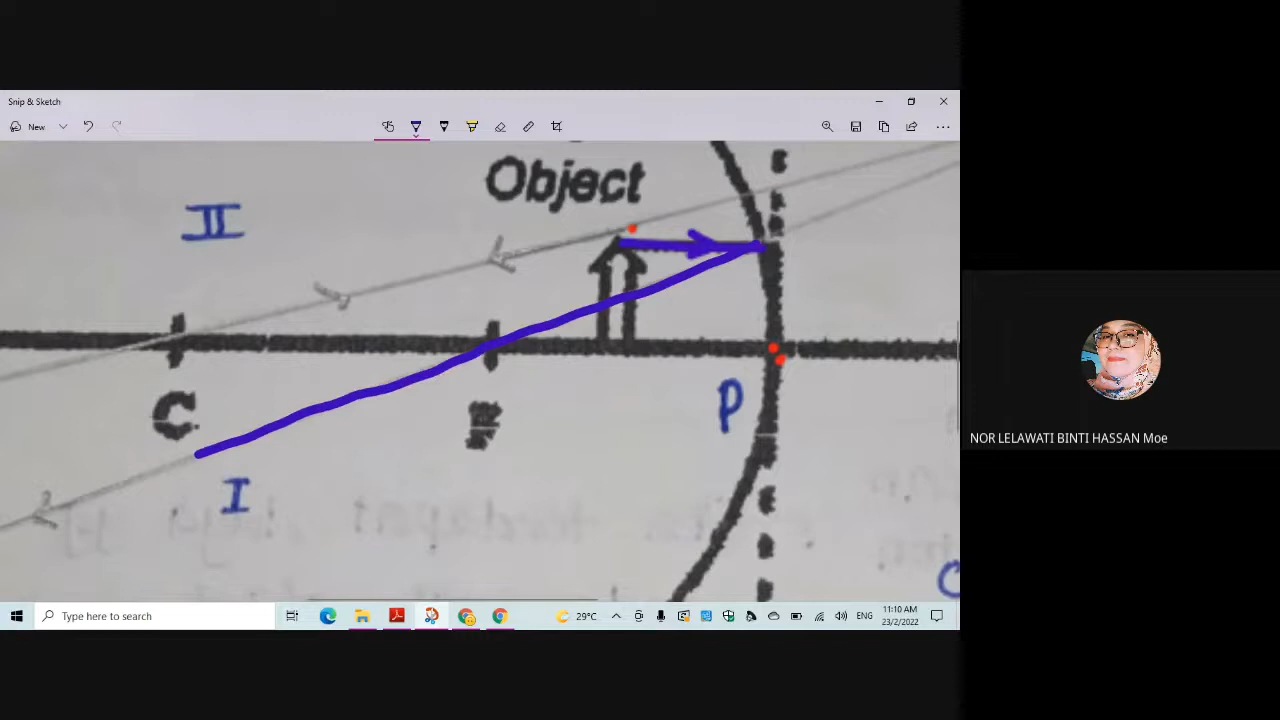 Snip & Sketch
New
Object
II
C
F
P
I
NOR LELAWATI BINTI HASSAN Moe
Type here to search
29°C
ENG
11:10 AM
23/2/2022